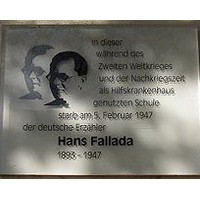 In dieser
während des
Zweiten Weltkrieges
und der Nachkriegszeit
als Hilfskrankenhaus
genutzten Schule
starb am 5. Februar 1947
der deutsche Erzähler
Hans Fallada
1893 - 1947